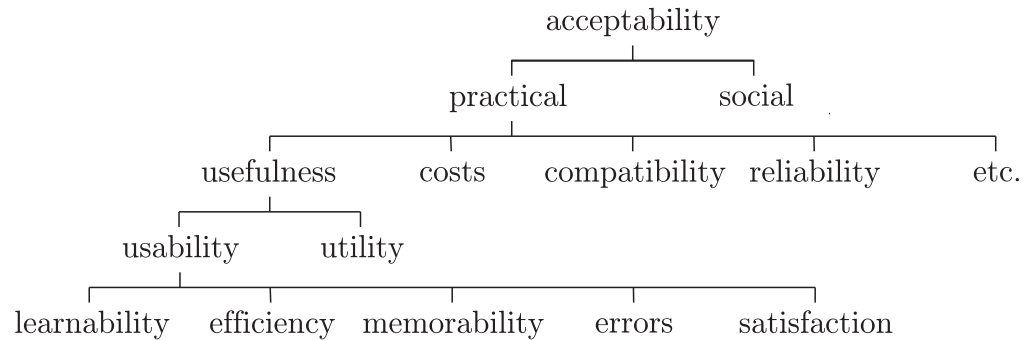 acceptability
practical social
usefulness costs compatibility reliability etc.
usability utility
learnability efficiency memorability errors satisfaction